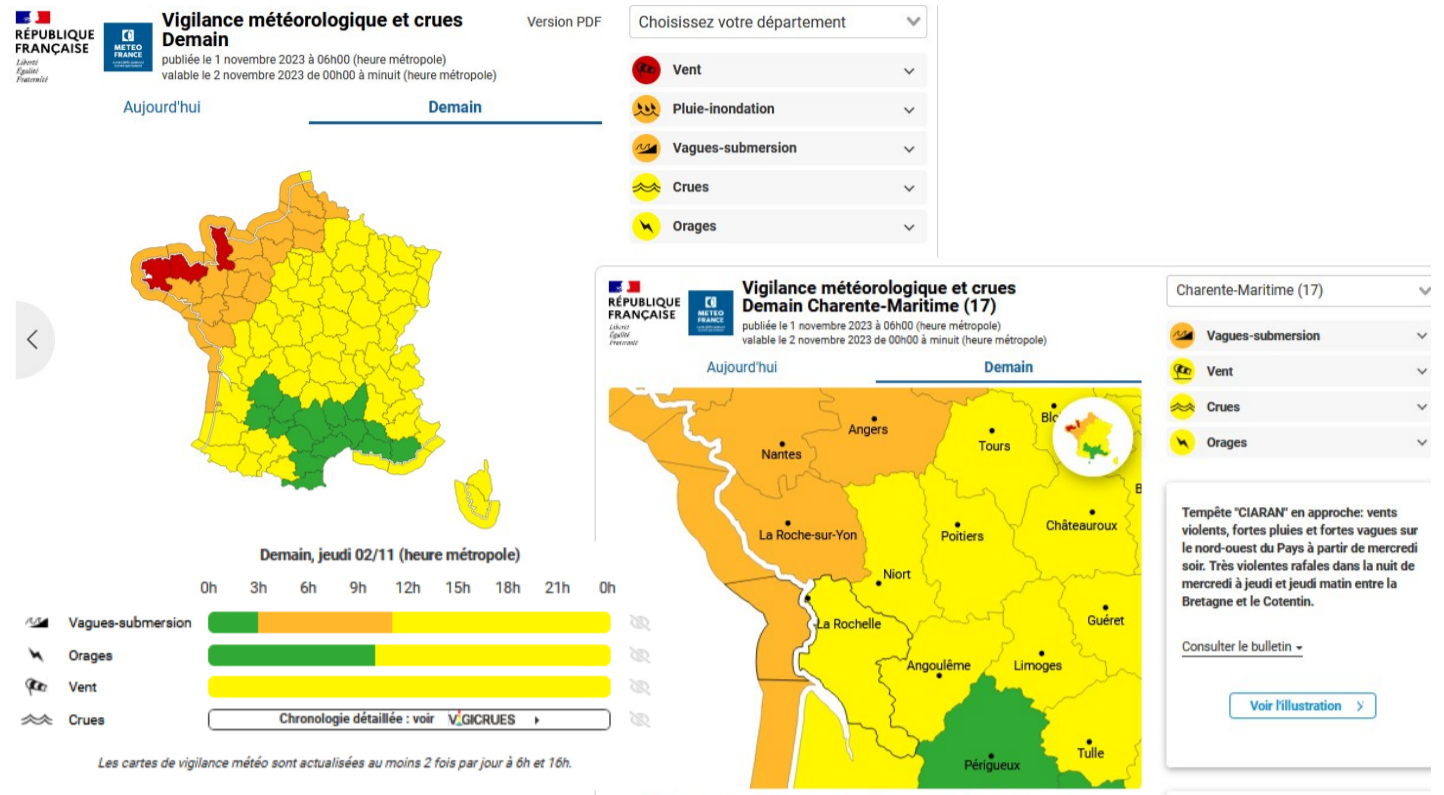 RÉPUBLIQUE
FRANÇAISE
Liberté
Égalité
Fraternité
METEO
FRANCE
Vigilance météorologique et crues
Demain
publiée le 1 novembre 2023 à 06h00 (heure métropole)
valable le 2 novembre 2023 de 00h00 à minuit (heure métropole)
Version PDF
Aujourd'hui
Demain
Choisissez votre département
Vent
Pluie-inondation
Vagues-submersion
Crues
Orages
Demain, jeudi 02/11 (heure métropole)
0h 3h 6h 9h 12h 15h 18h 21h 0h
Vagues-submersion
Orages
Vent
Crues
Chronologie détaillée : voir VIGICRUES
Les cartes de vigilance météo sont actualisées au moins 2 fois par jour à 6h et 16h.
RÉPUBLIQUE
FRANÇAISE
Liberté
Égalité
Fraternité
METEO
FRANCE
Vigilance météorologique et crues
Demain Charente-Maritime (17)
publiée le 1 novembre 2023 à 06h00 (heure métropole)
valable le 2 novembre 2023 de 00h00 à minuit (heure métropole)
Aujourd'hui
Demain
Angers
Blo
Tours
Nantes
B
La Roche-sur-Yon
Poitiers
Châteauroux
Niort
La Rochelle
Guéret
Angoulême
Limoges
Périgueux
Tulle
Charente-Maritime (17)
Vagues-submersion
Vent
Crues
Orages
Tempête "CIARAN" en approche: vents
violents, fortes pluies et fortes vagues sur
le nord-ouest du Pays à partir de mercredi
soir. Très violentes rafales dans la nuit de
mercredi à jeudi et jeudi matin entre la
Bretagne et le Cotentin.
Consulter le bulletin
Voir l'illustration